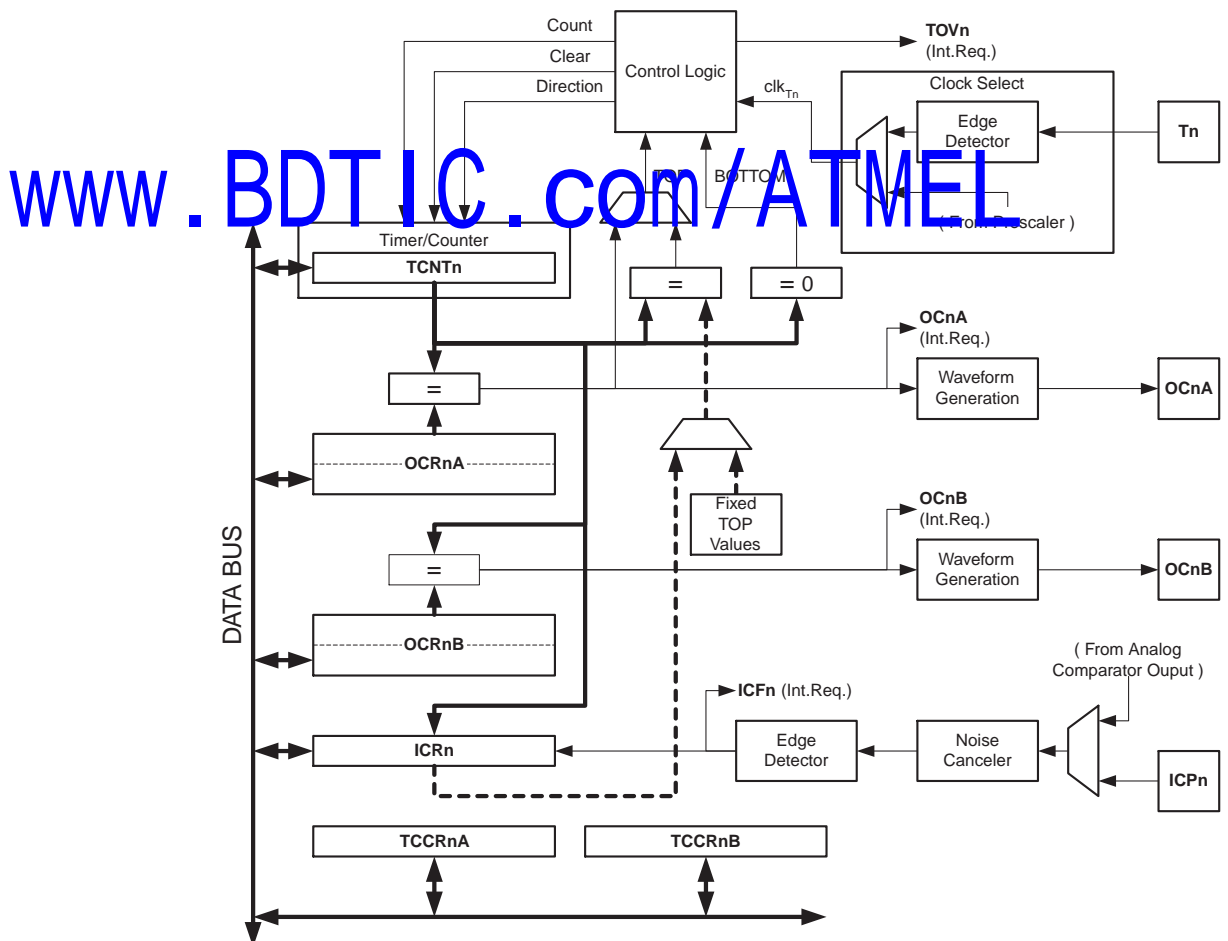 Count
Clear
Direction
Control Logic
TOVn
(Int.Req.)
clkTn
Clock Select
Edge
Detector
Tn
TOP
BOTTOM
( From Prescaler )
www.BDTIC.com/ATMEL
Timer/Counter
TCNTn
=
= 0
OCnA
(Int.Req.)
=
Waveform
Generation
OCnA
OCRnA
Fixed
TOP
Values
OCnB
(Int.Req.)
=
Waveform
Generation
OCnB
DATA BUS
OCRnB
( From Analog
Comparator Ouput )
ICFn (Int.Req.)
ICRn
Edge
Detector
Noise
Canceler
ICPn
TCCRnA
TCCRnB